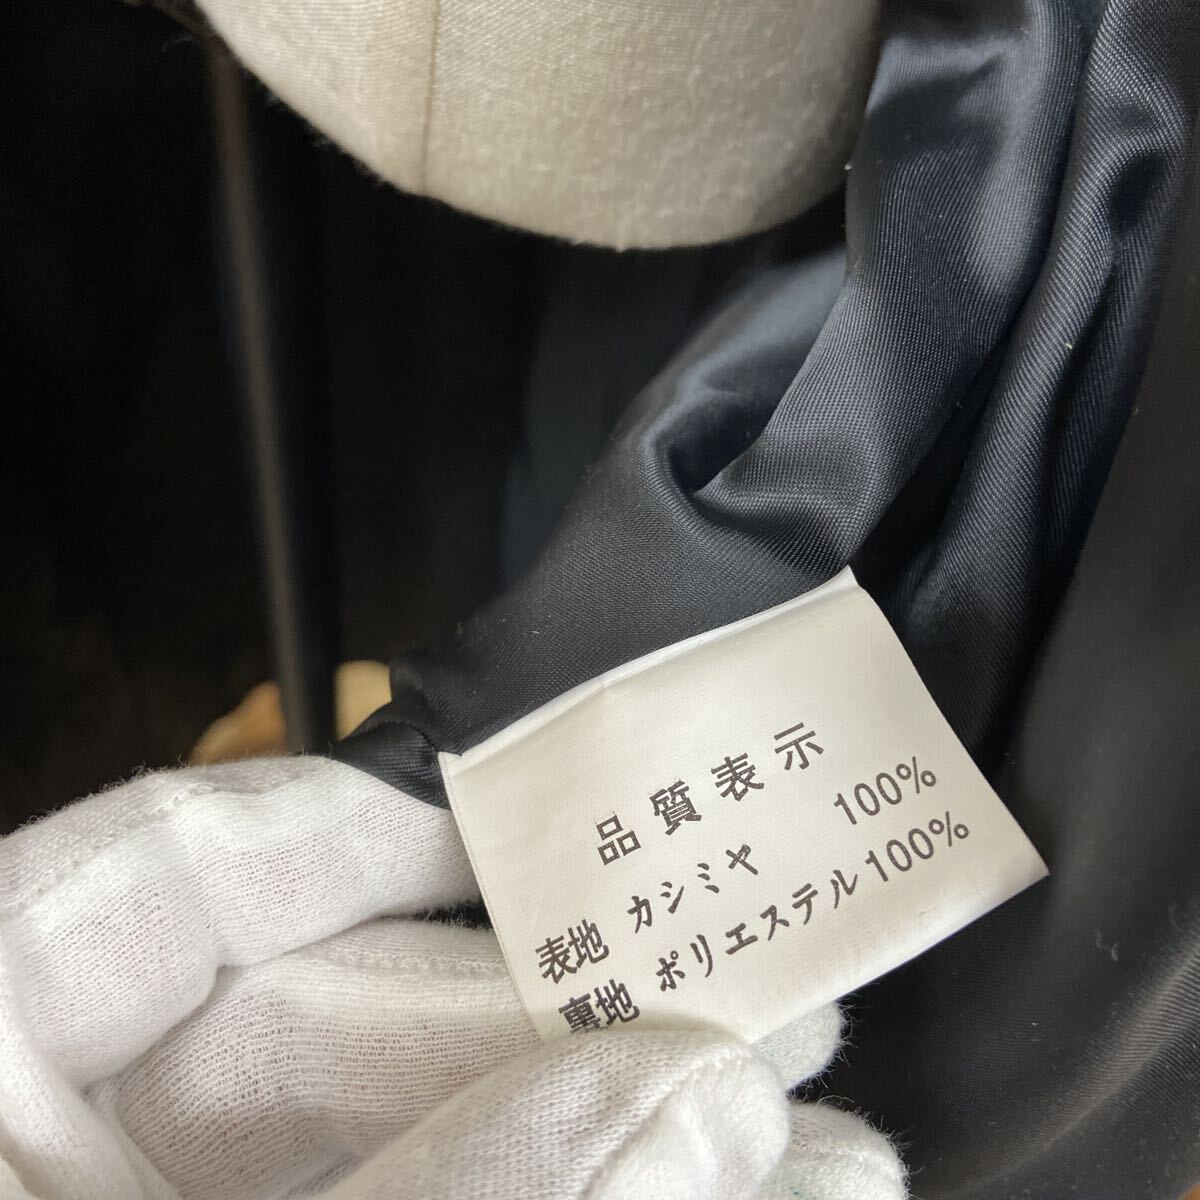 品質表示
表地 カシミヤ 100%
裏地 ポリエステル100%